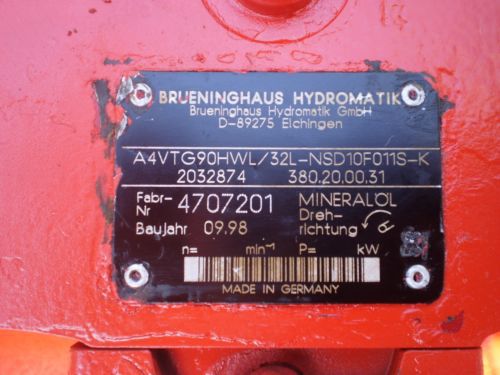 BRUENINGHAUS HYDROMATIK
Brueninghaus Hydromatik GmbH
D-89275 Elchingen
A4VTG90HWL/32L-NSD10F011S-K
2032874 380.20.00.31
Fabr-Nr 4707201 MINERALÖL
Baujahr 09.98 Dreh-richtung
n= min⁻¹ P= kW
MADE IN GERMANY